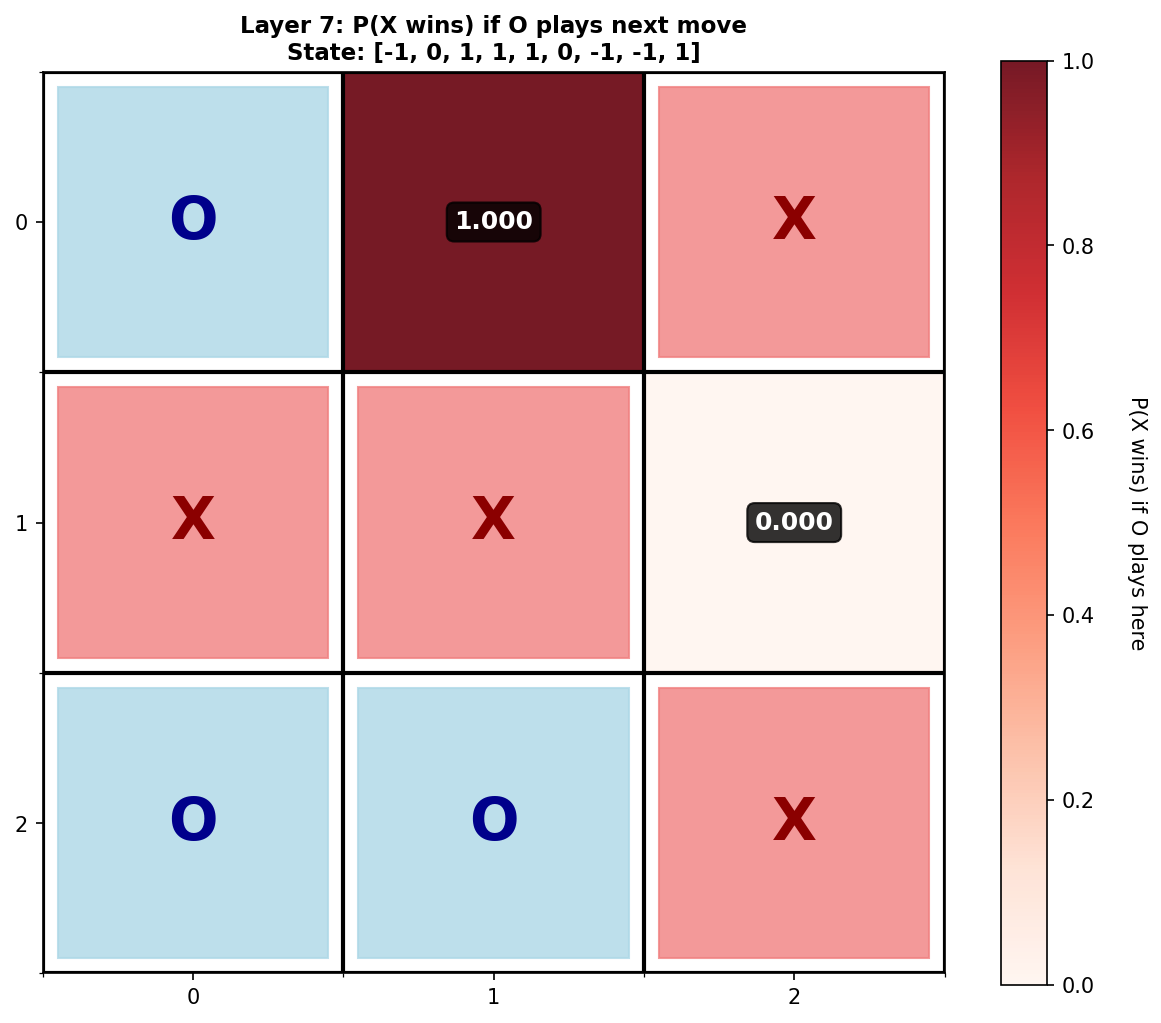 Layer 7: P(X wins) if O plays next move
State: [-1, 0, 1, 1, 1, 0, -1, -1, 1]
0
O
1.000
X
1
X
X
0.000
2
O
O
X
0
1
2
1.0
0.8
0.6
0.4
0.2
0.0
P(X wins) if O plays here